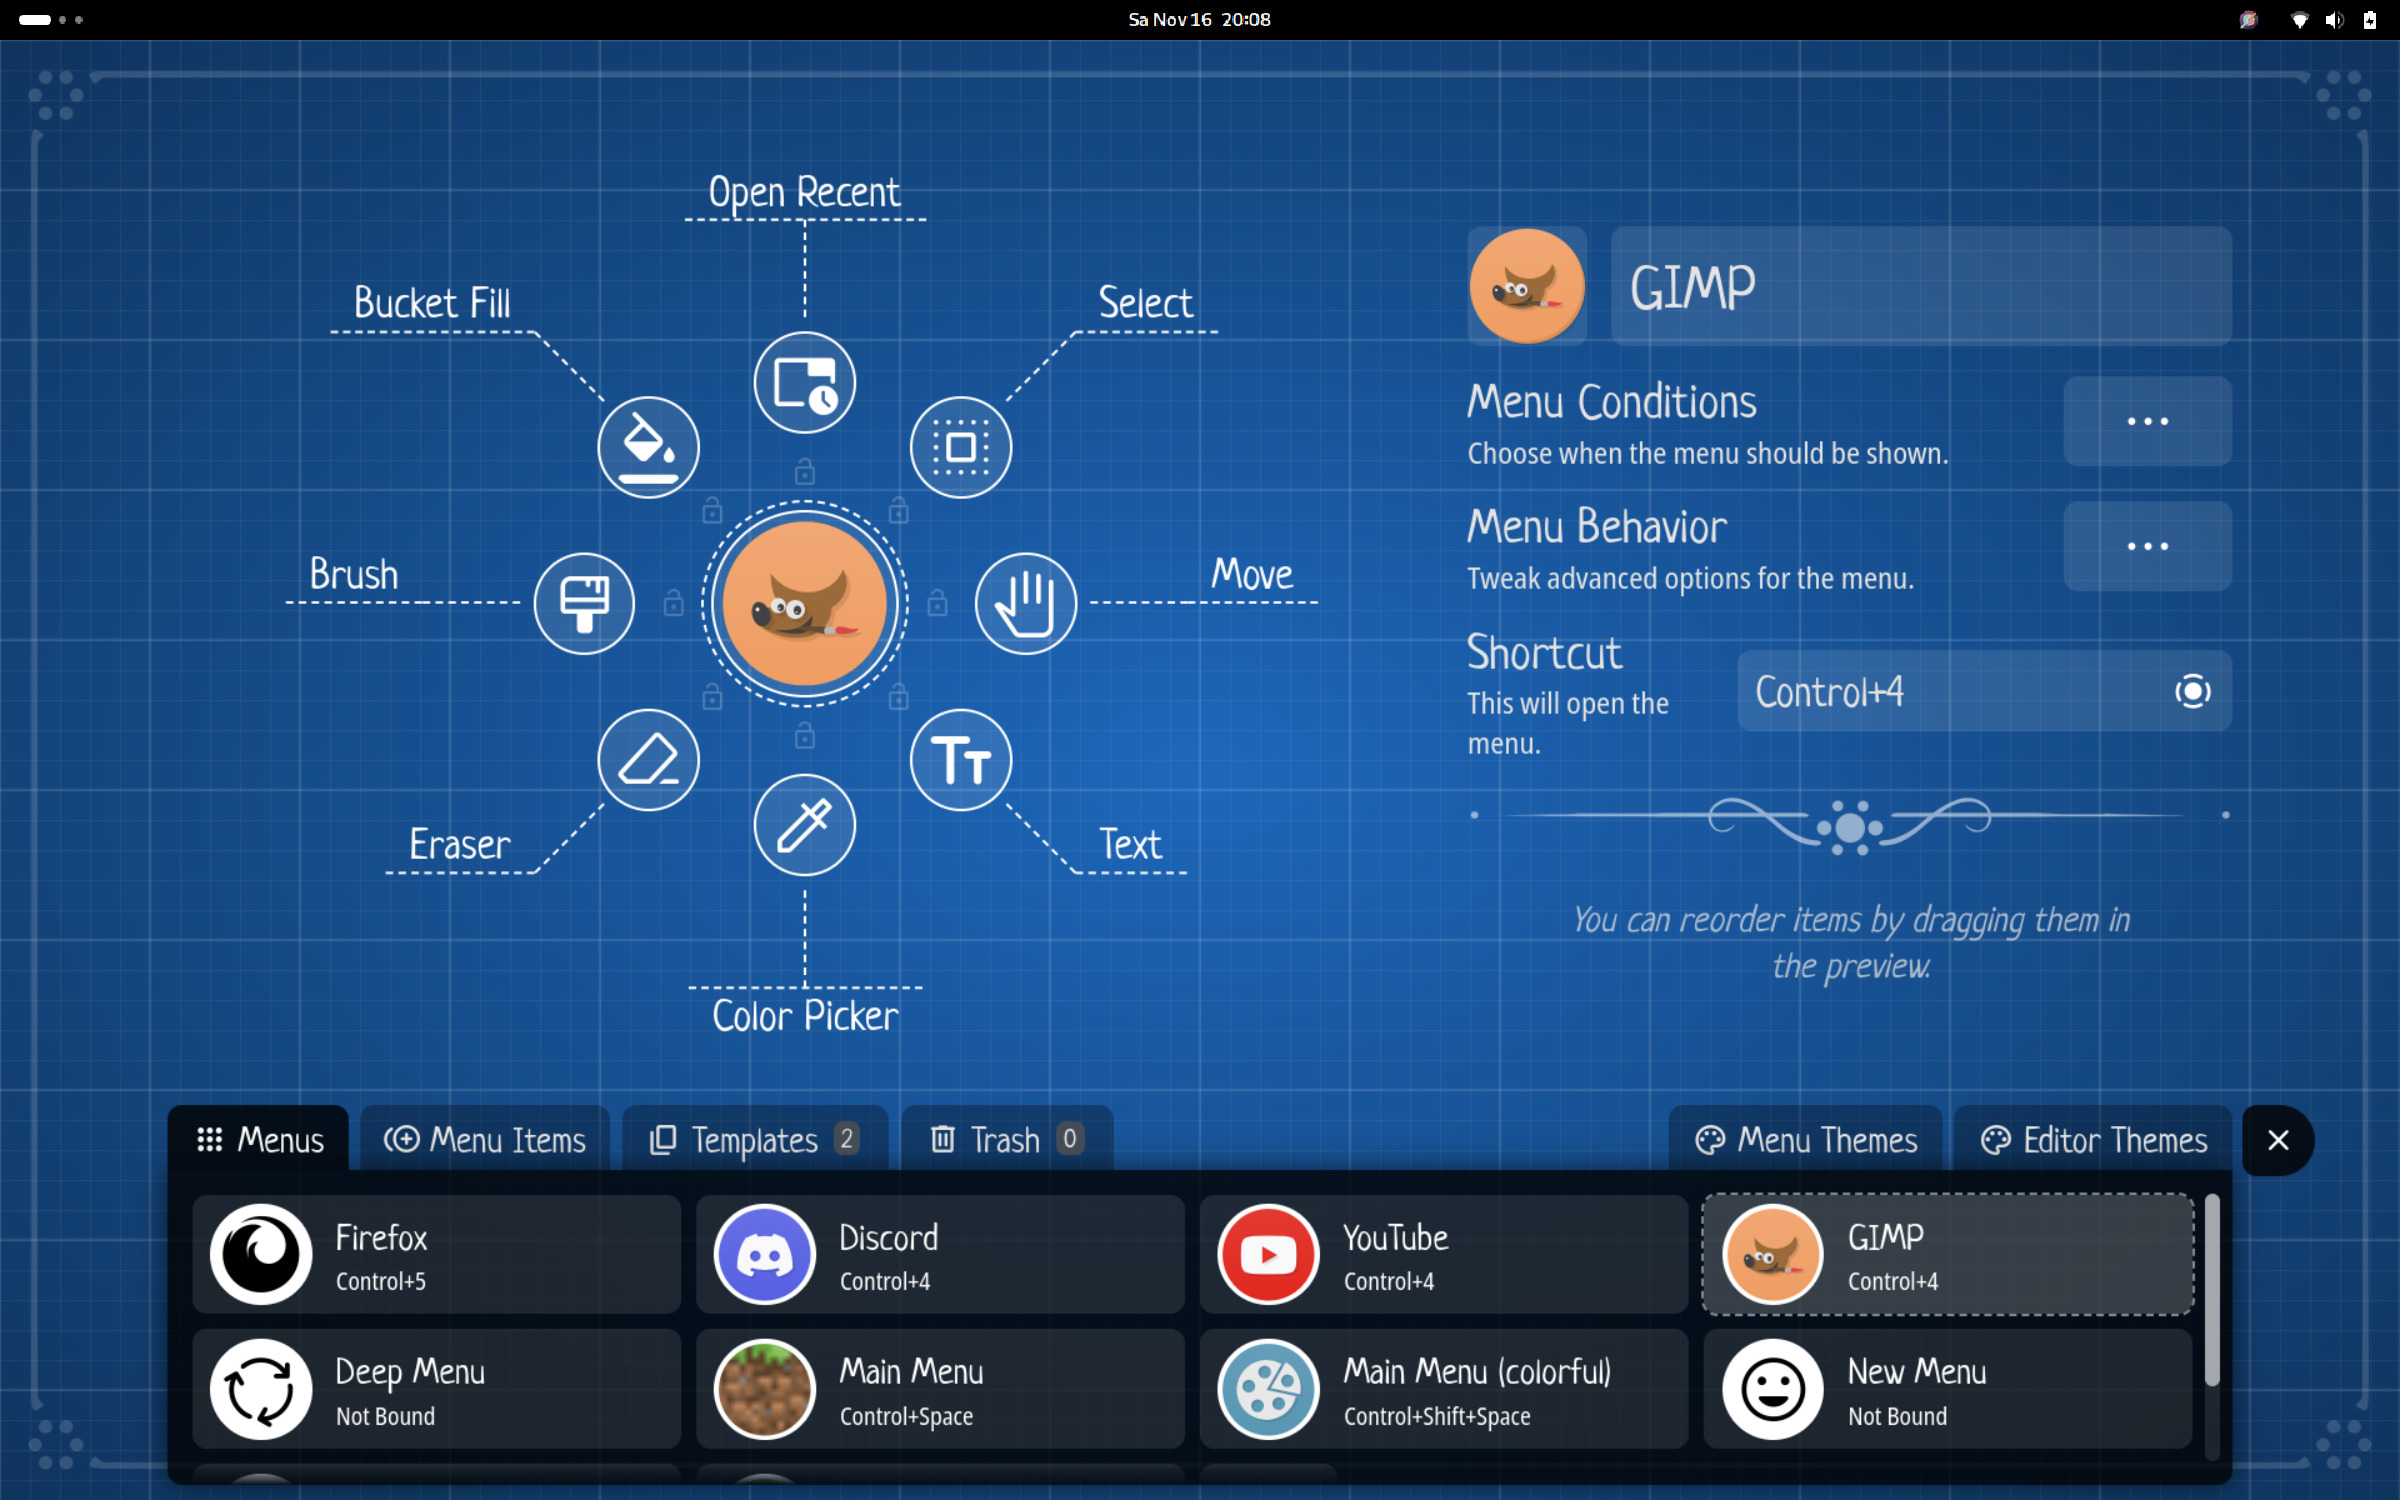 Sa Nov 16  20:08
Open Recent
Bucket Fill
Select
Brush
Move
Eraser
Text
Color Picker
GIMP
Menu Conditions
Choose when the menu should be shown.
Menu Behavior
Tweak advanced options for the menu.
Shortcut
This will open the
menu.
Control+4
You can reorder items by dragging them in
the preview.
Menus
Menu Items
Templates 2
Trash 0
Menu Themes
Editor Themes
Firefox
Control+5
Discord
Control+4
YouTube
Control+4
GIMP
Control+4
Deep Menu
Not Bound
Main Menu
Control+Space
Main Menu (colorful)
Control+Shift+Space
New Menu
Not Bound